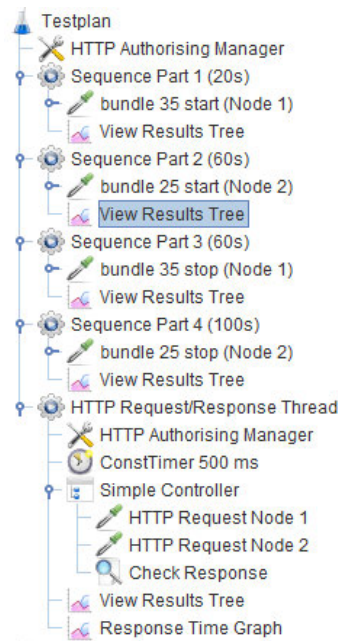 Testplan
HTTP Authorising Manager
Sequence Part 1 (20s)
bundle 35 start (Node 1)
View Results Tree
Sequence Part 2 (60s)
bundle 25 start (Node 2)
View Results Tree
Sequence Part 3 (60s)
bundle 35 stop (Node 1)
View Results Tree
Sequence Part 4 (100s)
bundle 25 stop (Node 2)
View Results Tree
HTTP Request/Response Thread
HTTP Authorising Manager
ConstTimer 500 ms
Simple Controller
HTTP Request Node 1
HTTP Request Node 2
Check Response
View Results Tree
Response Time Graph